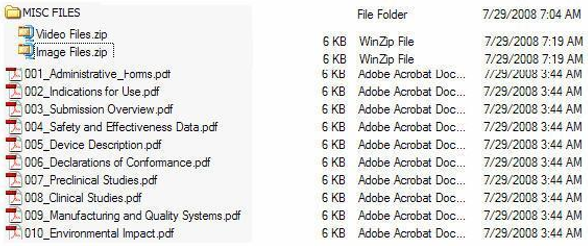 MISC FILES File Folder 7/29/2008 7:04 AM
Video Files.zip 6 KB WinZip File 7/29/2008 7:19 AM
Image Files.zip 6 KB WinZip File 7/29/2008 7:19 AM
001_Administrative_Forms.pdf 6 KB Adobe Acrobat Doc... 7/29/2008 3:44 AM
002_Indications for Use.pdf 6 KB Adobe Acrobat Doc... 7/29/2008 3:44 AM
003_Submission Overview.pdf 6 KB Adobe Acrobat Doc... 7/29/2008 3:44 AM
004_Safety and Effectiveness Data.pdf 6 KB Adobe Acrobat Doc... 7/29/2008 3:44 AM
005_Device Description.pdf 6 KB Adobe Acrobat Doc... 7/29/2008 3:44 AM
006_Declarations of Conformance.pdf 6 KB Adobe Acrobat Doc... 7/29/2008 3:44 AM
007_Preclinical Studies.pdf 6 KB Adobe Acrobat Doc... 7/29/2008 3:44 AM
008_Clinical Studies.pdf 6 KB Adobe Acrobat Doc... 7/29/2008 3:44 AM
009_Manufacturing and Quality Systems.pdf 6 KB Adobe Acrobat Doc... 7/29/2008 3:44 AM
010_Environmental Impact.pdf 6 KB Adobe Acrobat Doc... 7/29/2008 3:44 AM